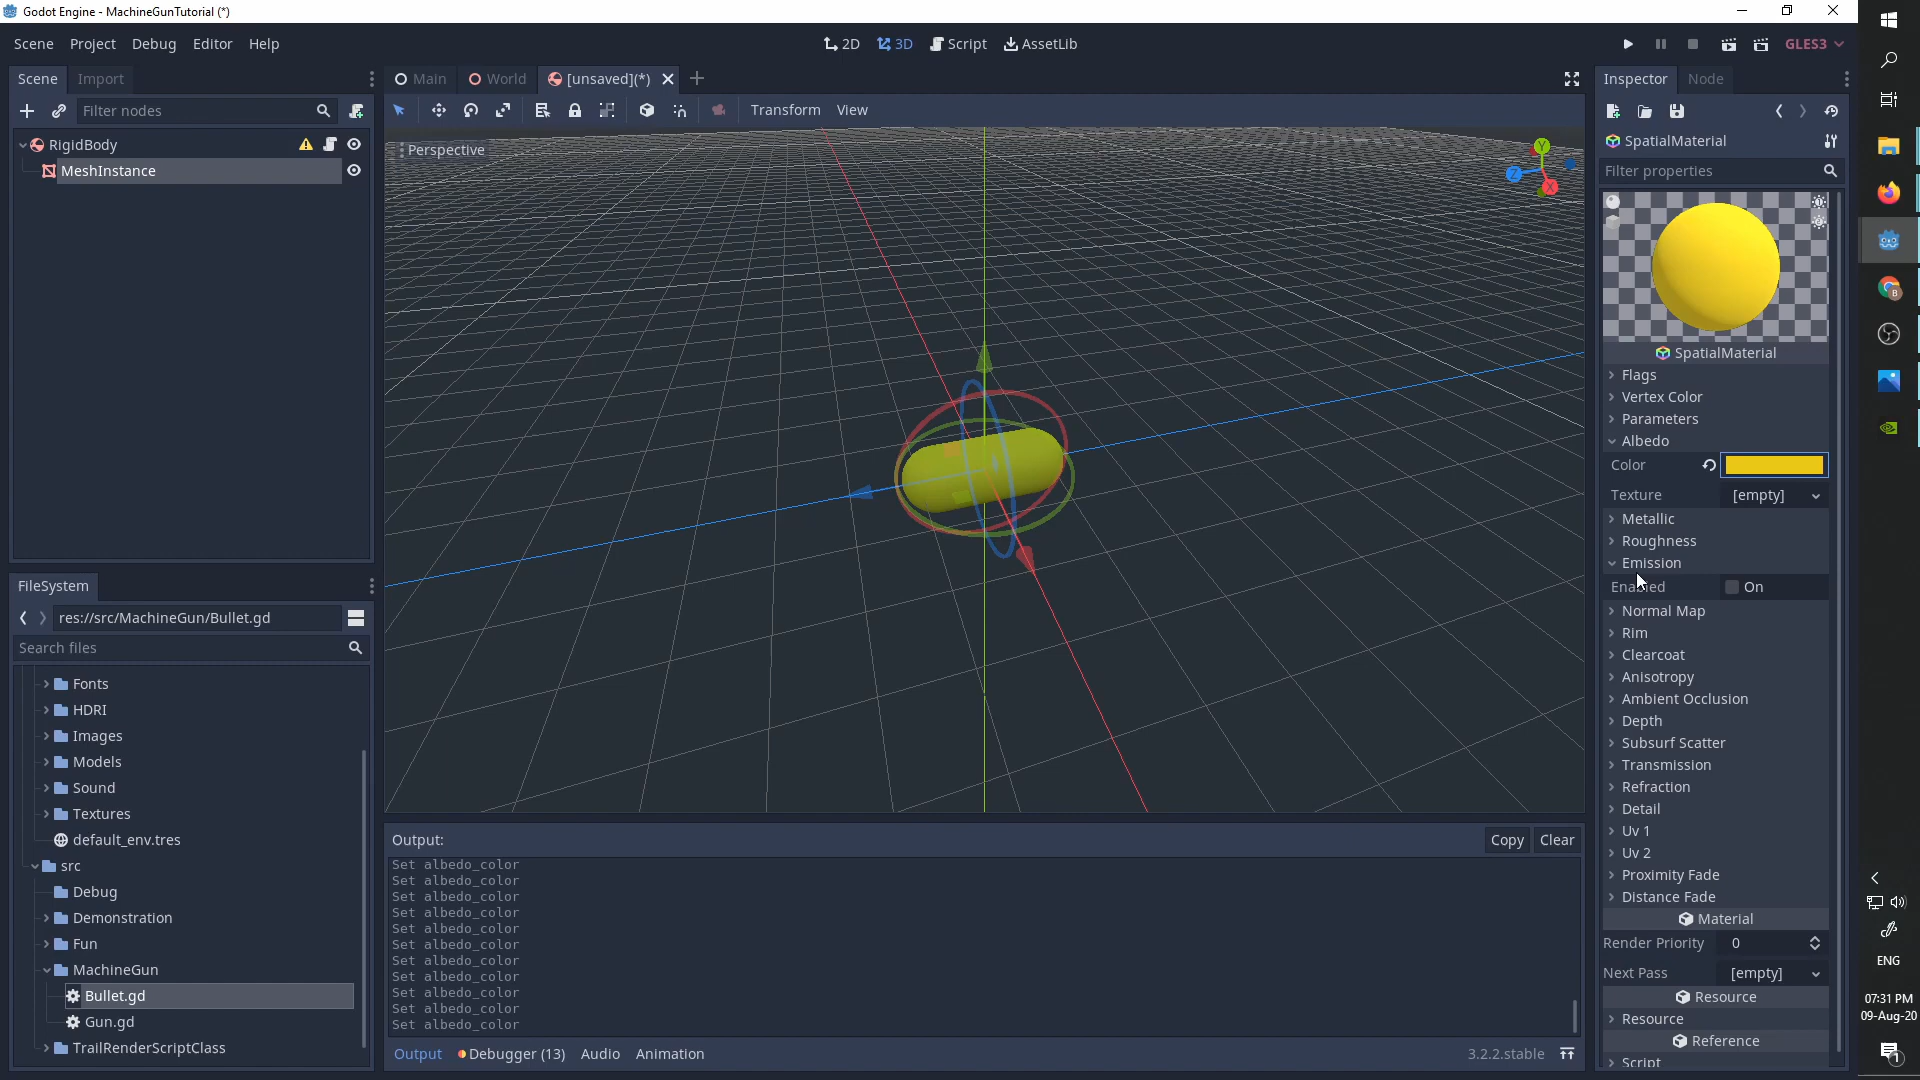 Godot Engine - MachineGunTutorial (*)
Scene Project Debug Editor Help
2D 3D Script AssetLib
GLES3
Scene Import
Filter nodes
RigidBody
MeshInstance
FileSystem
res://src/MachineGun/Bullet.gd
Search files
Fonts
HDRI
Images
Models
Sound
Textures
default_env.tres
src
Debug
Demonstration
Fun
MachineGun
Bullet.gd
Gun.gd
TrailRenderScriptClass
Main World [unsaved](*)
Transform View
Perspective
Y
Z
X
Output:
Copy Clear
Set albedo_color
Set albedo_color
Set albedo_color
Set albedo_color
Set albedo_color
Set albedo_color
Set albedo_color
Set albedo_color
Set albedo_color
Set albedo_color
Set albedo_color
Output Debugger (13) Audio Animation
3.2.2.stable
Inspector Node
SpatialMaterial
Filter properties
SpatialMaterial
Flags
Vertex Color
Parameters
Albedo
Color
Texture [empty]
Metallic
Roughness
Emission
Enabled On
Normal Map
Rim
Clearcoat
Anisotropy
Ambient Occlusion
Depth
Subsurf Scatter
Transmission
Refraction
Detail
Uv 1
Uv 2
Proximity Fade
Distance Fade
Material
Render Priority 0
Next Pass [empty]
Resource
Resource
Reference
Script
B
ENG
07:31 PM
09-Aug-20
1